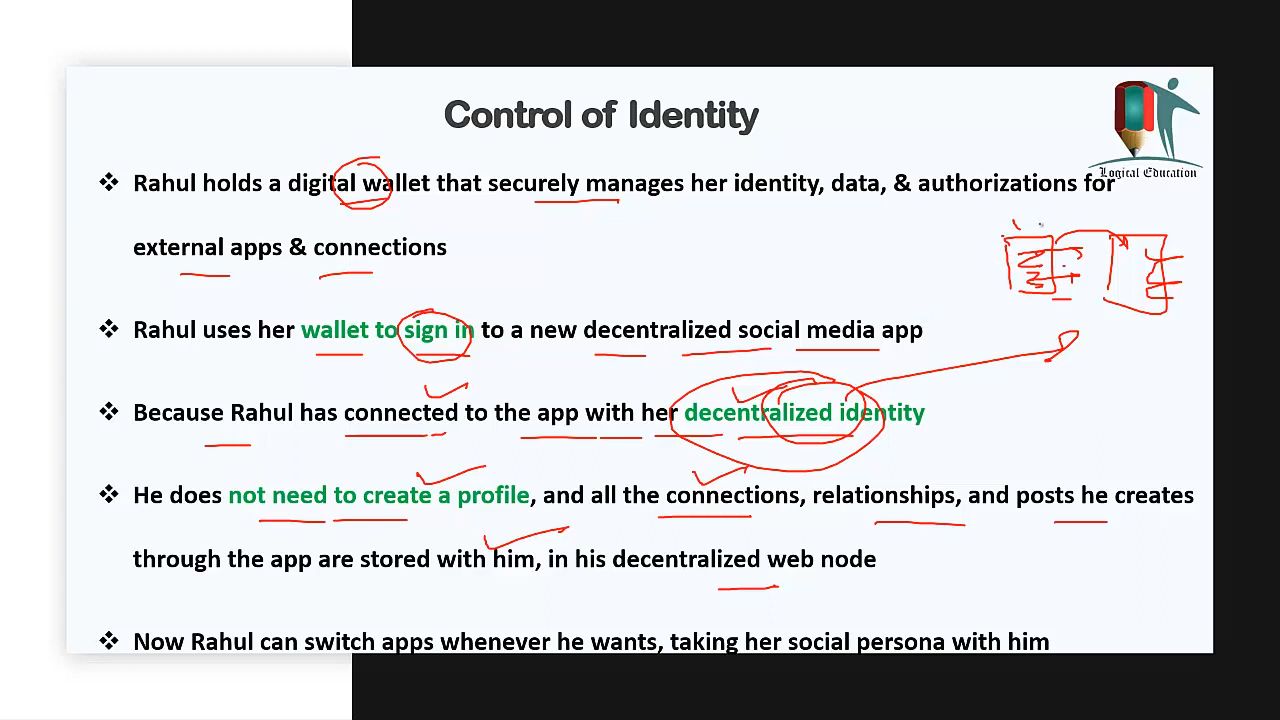 Control of Identity
Logical Education
❖ Rahul holds a digital wallet that securely manages her identity, data, & authorizations for
external apps & connections
❖ Rahul uses her wallet to sign in to a new decentralized social media app
❖ Because Rahul has connected to the app with her decentralized identity
❖ He does not need to create a profile, and all the connections, relationships, and posts he creates
through the app are stored with him, in his decentralized web node
❖ Now Rahul can switch apps whenever he wants, taking her social persona with him